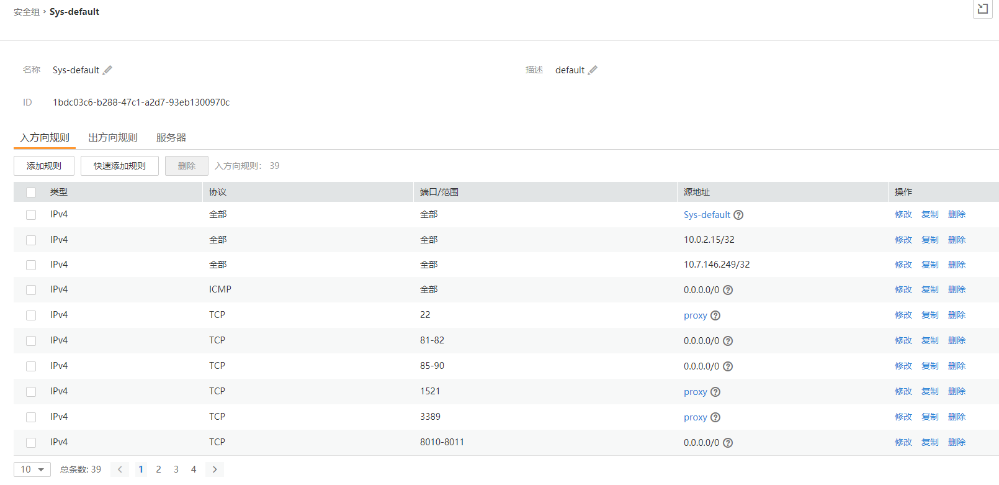 安全组 › Sys-default
名称 Sys-default 描述 default
ID 1bdc03c6-b288-47c1-a2d7-93eb1300970c
入方向规则 出方向规则 服务器
添加规则 快速添加规则 删除 入方向规则: 39
类型 协议 端口/范围 源地址 操作
IPv4 全部 全部 Sys-default ? 修改 复制 删除
IPv4 全部 全部 10.0.2.15/32 修改 复制 删除
IPv4 全部 全部 10.7.146.249/32 修改 复制 删除
IPv4 ICMP 全部 0.0.0.0/0 ? 修改 复制 删除
IPv4 TCP 22 proxy ? 修改 复制 删除
IPv4 TCP 81-82 0.0.0.0/0 ? 修改 复制 删除
IPv4 TCP 85-90 0.0.0.0/0 ? 修改 复制 删除
IPv4 TCP 1521 proxy ? 修改 复制 删除
IPv4 TCP 3389 proxy ? 修改 复制 删除
IPv4 TCP 8010-8011 0.0.0.0/0 ? 修改 复制 删除
10 总条数: 39 < 1 2 3 4 >